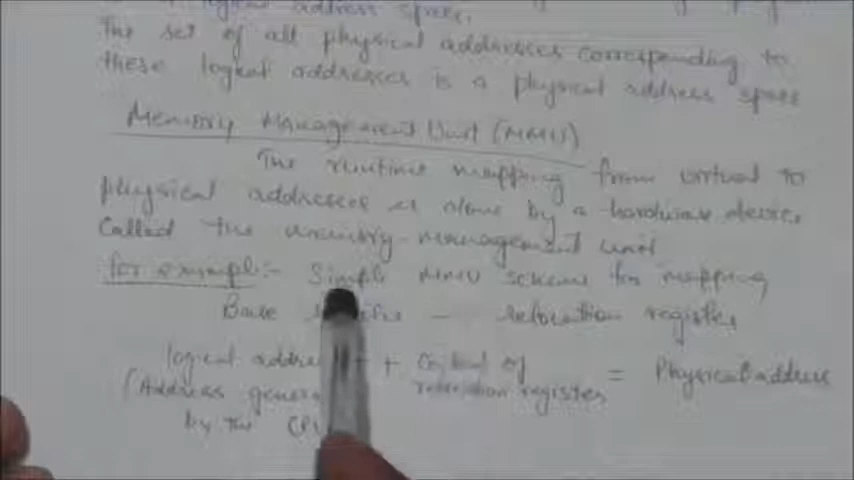 logical address space.
The set of all physical addresses corresponding to
these logical addresses is a physical address space
Memory Management Unit (MMU)
The runtime mapping from virtual to
physical addresses is done by a hardware device
Called the memory-management unit
For example:- Simple MMU scheme for mapping
Base - relocation register
logical + Content of = Physical address
(Address relocation register
by the CPU